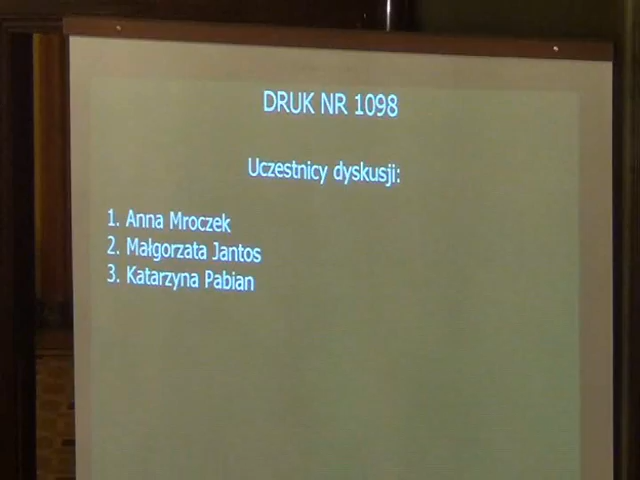 DRUK NR 1098
Uczestnicy dyskusji:
1. Anna Mroczek
2. Małgorzata Jantos
3. Katarzyna Pabian